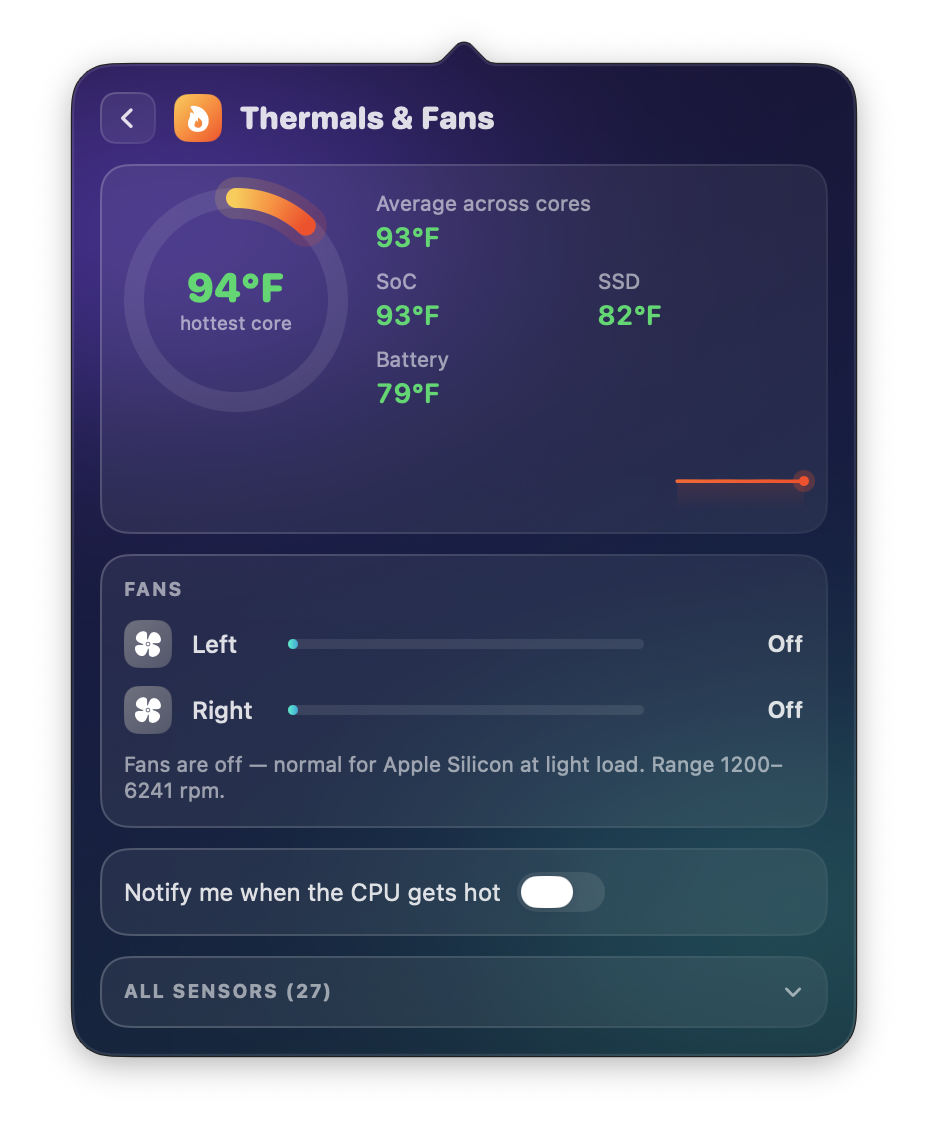 Thermals & Fans
Average across cores
93°F
94°F
hottest core
SoC
93°F
SSD
82°F
Battery
79°F
FANS
Left
Off
Right
Off
Fans are off — normal for Apple Silicon at light load. Range 1200–
6241 rpm.
Notify me when the CPU gets hot
ALL SENSORS (27)